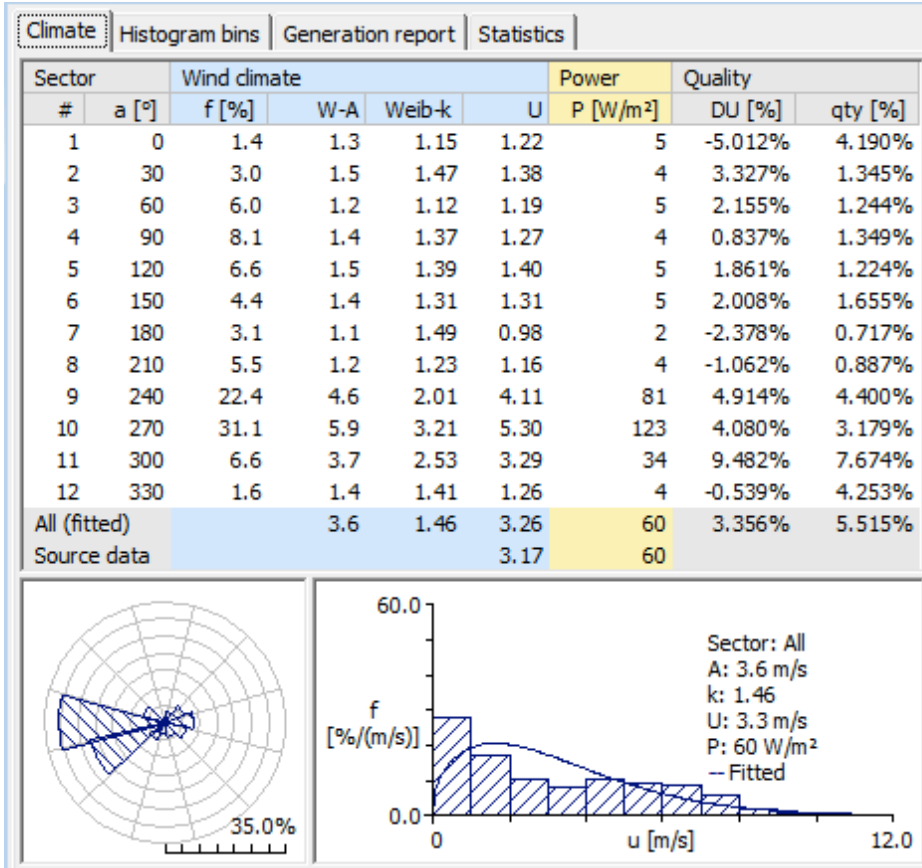 Climate Histogram bins Generation report Statistics
Sector Wind climate Power Quality
# a [º] f [%] W-A Weib-k U P [W/m²] DU [%] qty [%]
1 0 1.4 1.3 1.15 1.22 5 -5.012% 4.190%
2 30 3.0 1.5 1.47 1.38 4 3.327% 1.345%
3 60 6.0 1.2 1.12 1.19 5 2.155% 1.244%
4 90 8.1 1.4 1.37 1.27 4 0.837% 1.349%
5 120 6.6 1.5 1.39 1.40 5 1.861% 1.224%
6 150 4.4 1.4 1.31 1.31 5 2.008% 1.655%
7 180 3.1 1.1 1.49 0.98 2 -2.378% 0.717%
8 210 5.5 1.2 1.23 1.16 4 -1.062% 0.887%
9 240 22.4 4.6 2.01 4.11 81 4.914% 4.400%
10 270 31.1 5.9 3.21 5.30 123 4.080% 3.179%
11 300 6.6 3.7 2.53 3.29 34 9.482% 7.674%
12 330 1.6 1.4 1.41 1.26 4 -0.539% 4.253%
All (fitted) 3.6 1.46 3.26 60 3.356% 5.515%
Source data 3.17 60
35.0%
60.0
f
[%/(m/s)]
0.0
0 u [m/s] 12.0
Sector: All
A: 3.6 m/s
k: 1.46
U: 3.3 m/s
P: 60 W/m²
-- Fitted